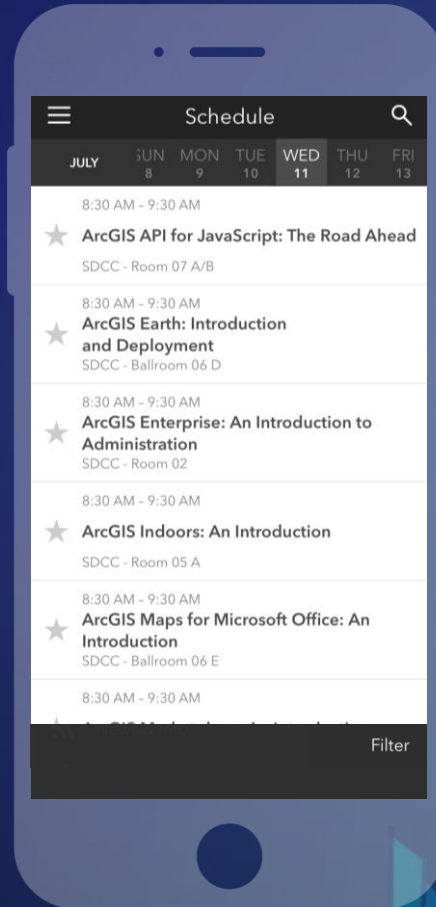 Schedule
JULY
SUN MON TUE WED THU FRI
8 9 10 11 12 13
8:30 AM – 9:30 AM
ArcGIS API for JavaScript: The Road Ahead
SDCC - Room 07 A/B
8:30 AM – 9:30 AM
ArcGIS Earth: Introduction
and Deployment
SDCC - Ballroom 06 D
8:30 AM – 9:30 AM
ArcGIS Enterprise: An Introduction to
Administration
SDCC - Room 02
8:30 AM – 9:30 AM
ArcGIS Indoors: An Introduction
SDCC - Room 05 A
8:30 AM – 9:30 AM
ArcGIS Maps for Microsoft Office: An
Introduction
SDCC - Ballroom 06 E
8:30 AM – 9:30 AM
Filter